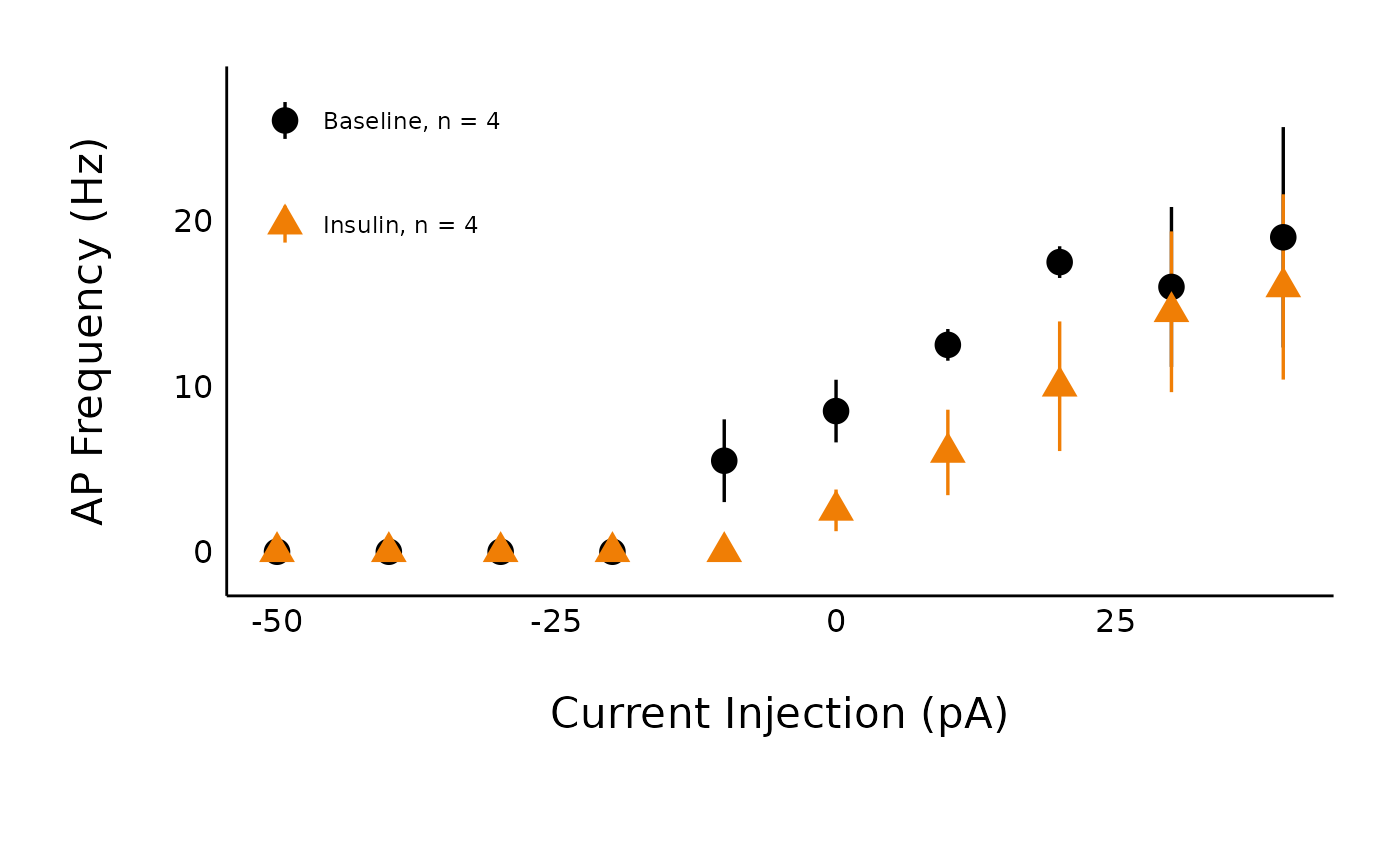 AP Frequency (Hz)
Baseline, n = 4
Insulin, n = 4
20
10
0
-50
-25
0
25
Current Injection (pA)